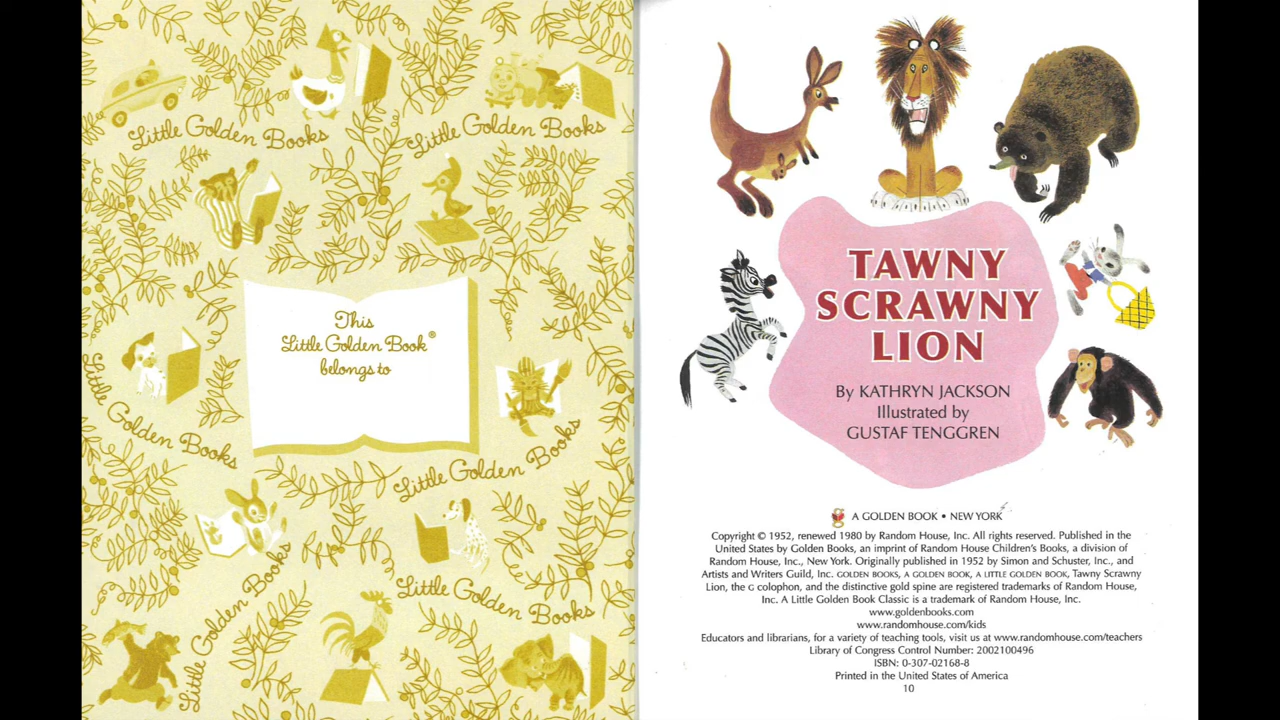 Little Golden Books
Little Golden Books
This
Little Golden Book®
belongs to
Little Golden Books
Little Golden Books
Little Golden Books
Little Golden Books
TAWNY
SCRAWNY
LION
By KATHRYN JACKSON
Illustrated by
GUSTAF TENGGREN
A GOLDEN BOOK • NEW YORK
Copyright © 1952, renewed 1980 by Random House, Inc. All rights reserved. Published in the
United States by Golden Books, an imprint of Random House Children's Books, a division of
Random House, Inc., New York. Originally published in 1952 by Simon and Schuster, Inc., and
Artists and Writers Guild, Inc. GOLDEN BOOKS, A GOLDEN BOOK, A LITTLE GOLDEN BOOK, Tawny Scrawny
Lion, the G colophon, and the distinctive gold spine are registered trademarks of Random House,
Inc. A Little Golden Book Classic is a trademark of Random House, Inc.
www.goldenbooks.com
www.randomhouse.com/kids
Educators and librarians, for a variety of teaching tools, visit us at www.randomhouse.com/teachers
Library of Congress Control Number: 2002100496
ISBN: 0-307-02168-8
Printed in the United States of America
10